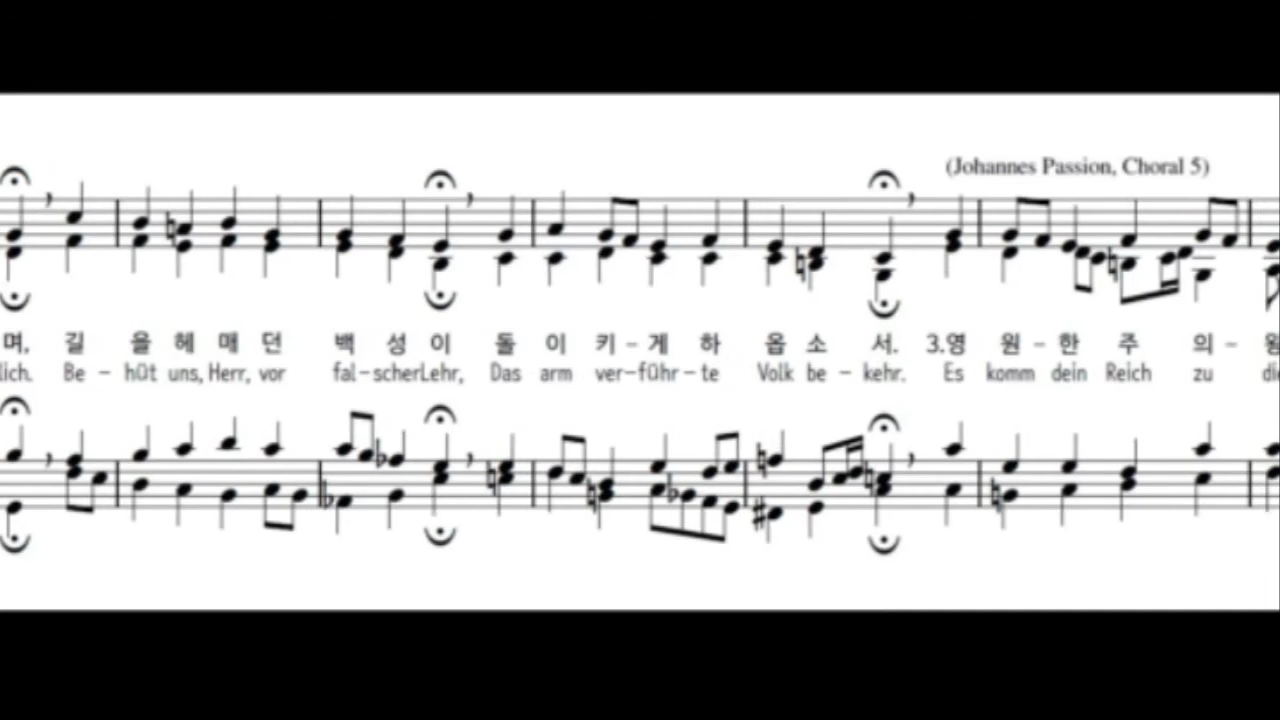 (Johannes Passion, Choral 5)
며, 길 을 헤 매 던 백 성 이 돌 이 키 - 게 하 옵 소 서. 3.영 원 - 한 주 의 -
lich. Be - hüt uns, Herr, vor fal-scherLehr, Das arm ver-führ-te Volk be - kehr. Es komm dein Reich zu